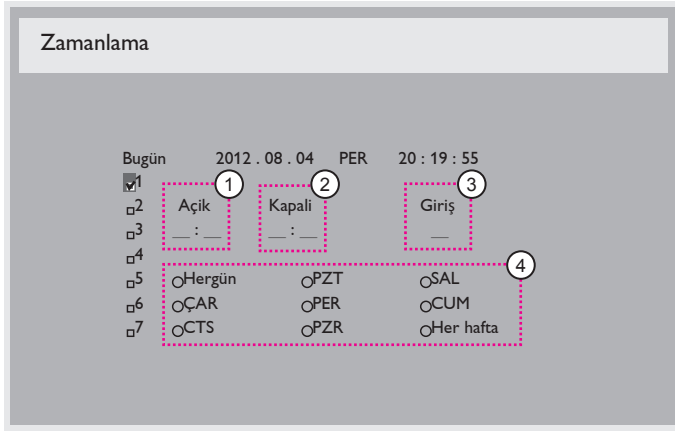 Zamanlama
Bugün 2012 . 08 . 04 PER 20 : 19 : 55
1 1 2 3
2 Açik Kapali Giriş
3 __ : __ __ : __ __
4 4
5 Hergün PZT SAL
6 ÇAR PER CUM
7 CTS PZR Her hafta